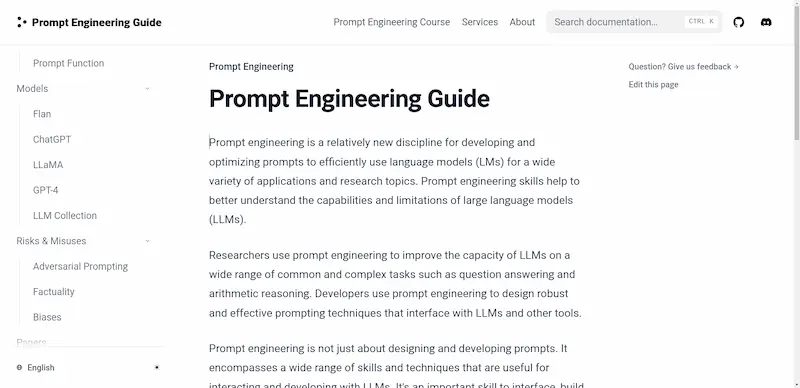 Prompt Engineering Guide
Prompt Engineering Course
Services
About
Search documentation...
CTRL K
Prompt Function
Models
Flan
ChatGPT
LLaMA
GPT-4
LLM Collection
Risks & Misuses
Adversarial Prompting
Factuality
Biases
Papers
English
Prompt Engineering
Prompt Engineering Guide
Prompt engineering is a relatively new discipline for developing and
optimizing prompts to efficiently use language models (LMs) for a wide
variety of applications and research topics. Prompt engineering skills help to
better understand the capabilities and limitations of large language models
(LLMs).
Researchers use prompt engineering to improve the capacity of LLMs on a
wide range of common and complex tasks such as question answering and
arithmetic reasoning. Developers use prompt engineering to design robust
and effective prompting techniques that interface with LLMs and other tools.
Prompt engineering is not just about designing and developing prompts. It
encompasses a wide range of skills and techniques that are useful for
interacting and developing with LLMs. It's an important skill to interface, build
Question? Give us feedback →
Edit this page